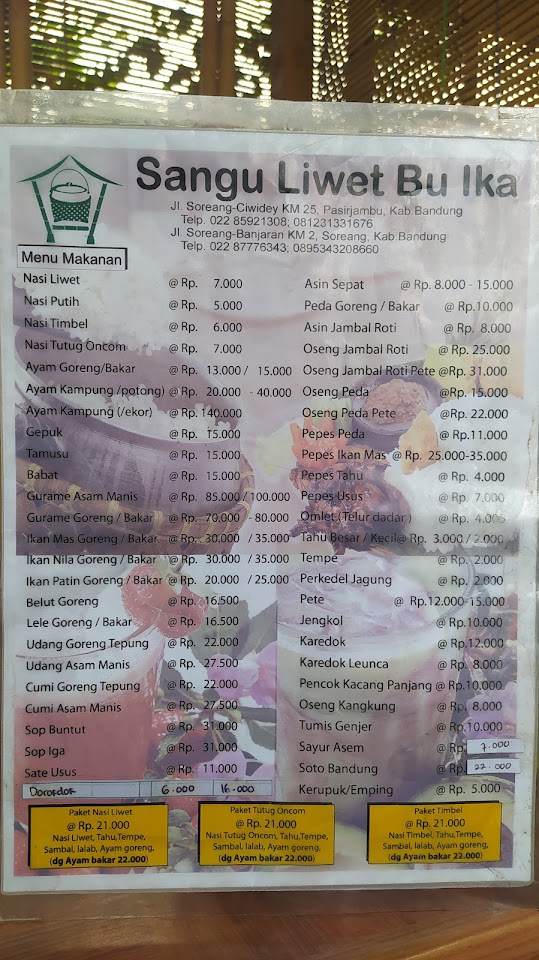 Sangu Liwet Bu Ika
Jl. Soreang-Ciwidey KM 25, Pasirjambu, Kab.Bandung
Telp. 022 85921308; 081231331676
Jl. Soreang-Banjaran KM 2, Soreang, Kab Bandung
Telp. 022 87776343; 0895343208660
Menu Makanan
Nasi Liwet @ Rp. 7.000
Nasi Putih @ Rp. 5.000
Nasi Timbel @ Rp. 6.000
Nasi Tutug Oncom @ Rp. 7.000
Ayam Goreng/Bakar @ Rp. 13.000 / 15.000
Ayam Kampung /potong) @ Rp. 20.000 - 40.000
Ayam Kampung (/ekor) @ Rp. 140.000
Gepuk @ Rp. 15.000
Tamusu @ Rp. 15.000
Babat @ Rp. 15.000
Gurame Asam Manis @ Rp. 85.000 / 100.000
Gurame Goreng / Bakar @ Rp. 70.000 - 80.000
Ikan Mas Goreng / Bakar @ Rp. 30.000 / 35.000
Ikan Nila Goreng / Bakar @ Rp. 30.000 / 35.000
Ikan Patin Goreng / Bakar @ Rp. 20.000 / 25.000
Belut Goreng @ Rp. 16.500
Lele Goreng / Bakar @ Rp. 16.500
Udang Goreng Tepung @ Rp. 22.000
Udang Asam Manis @ Rp. 27.500
Cumi Goreng Tepung @ Rp. 22.000
Cumi Asam Manis @ Rp. 27.500
Sop Buntut @ Rp. 31.000
Sop Iga @ Rp. 31.000
Sate Usus @ Rp. 11.000
6.000 16.000
Asin Sepat @ Rp. 8.000 - 15.000
Peda Goreng / Bakar @ Rp.10.000
Asin Jambal Roti @ Rp. 8.000
Oseng Jambal Roti @ Rp. 25.000
Oseng Jambal Roti Pete @ Rp. 31.000
Oseng Peda @Rp. 15.000
Oseng Peda Pete @Rp. 22.000
Pepes Peda @Rp.11.000
Pepes Ikan Mas @ Rp. 25.000-35.000
Pepes Tahu @ Rp. 4.000
Pepes Usus @ Rp. 7.000
Omlet (Telur dadar ) @ Rp. 4.000
Tahu Besar / Kecil@ Rp. 3.000 / 2.000
Tempe @ Rp. 2.000
Perkedel Jagung @ Rp. 2.000
Pete @ Rp.12.000-15.000
Jengkol @ Rp.10.000
Karedok @ Rp.12.000
Karedok Leunca @ Rp. 8.000
Pencok Kacang Panjang @ Rp.10.000
Oseng Kangkung @ Rp. 8.000
Tumis Genjer @ Rp.10.000
Sayur Asem @ Rp. 7.000
Soto Bandung @ Rp. 22.000
Kerupuk/Emping @ Rp. 5.000
Paket Nasi Liwet
@ Rp. 21.000
Nasi Liwet, Tahu,Tempe,
Sambal, lalab, Ayam goreng,
(dg Ayam bakar 22.000)
Paket Tutug Oncom
@ Rp. 21.000
Nasi Tutug Oncom, Tahu,Tempe,
Sambal, lalab, Ayam goreng,
(dg Ayam bakar 22.000)
Paket Timbel
@ Rp. 21.000
Nasi Timbel, Tahu,Tempe,
Sambal, lalab, Ayam goreng,
(dg Ayam bakar 22.000)